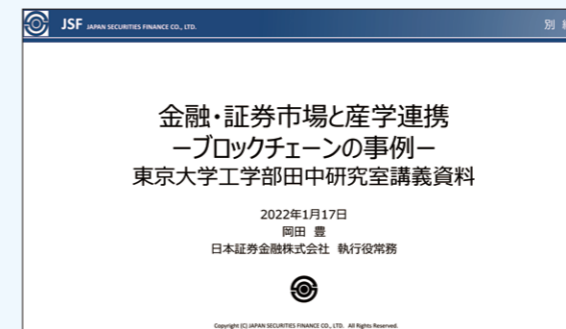 JSF JAPAN SECURITIES FINANCE CO., LTD.
別
金融・証券市場と産学連携
－ブロックチェーンの事例－
東京大学工学部田中研究室講義資料
2022年1月17日
岡田 豊
日本証券金融株式会社 執行役常務
Copyright (C) JAPAN SECURITIES FINANCE CO., LTD. All Rights Reserved.